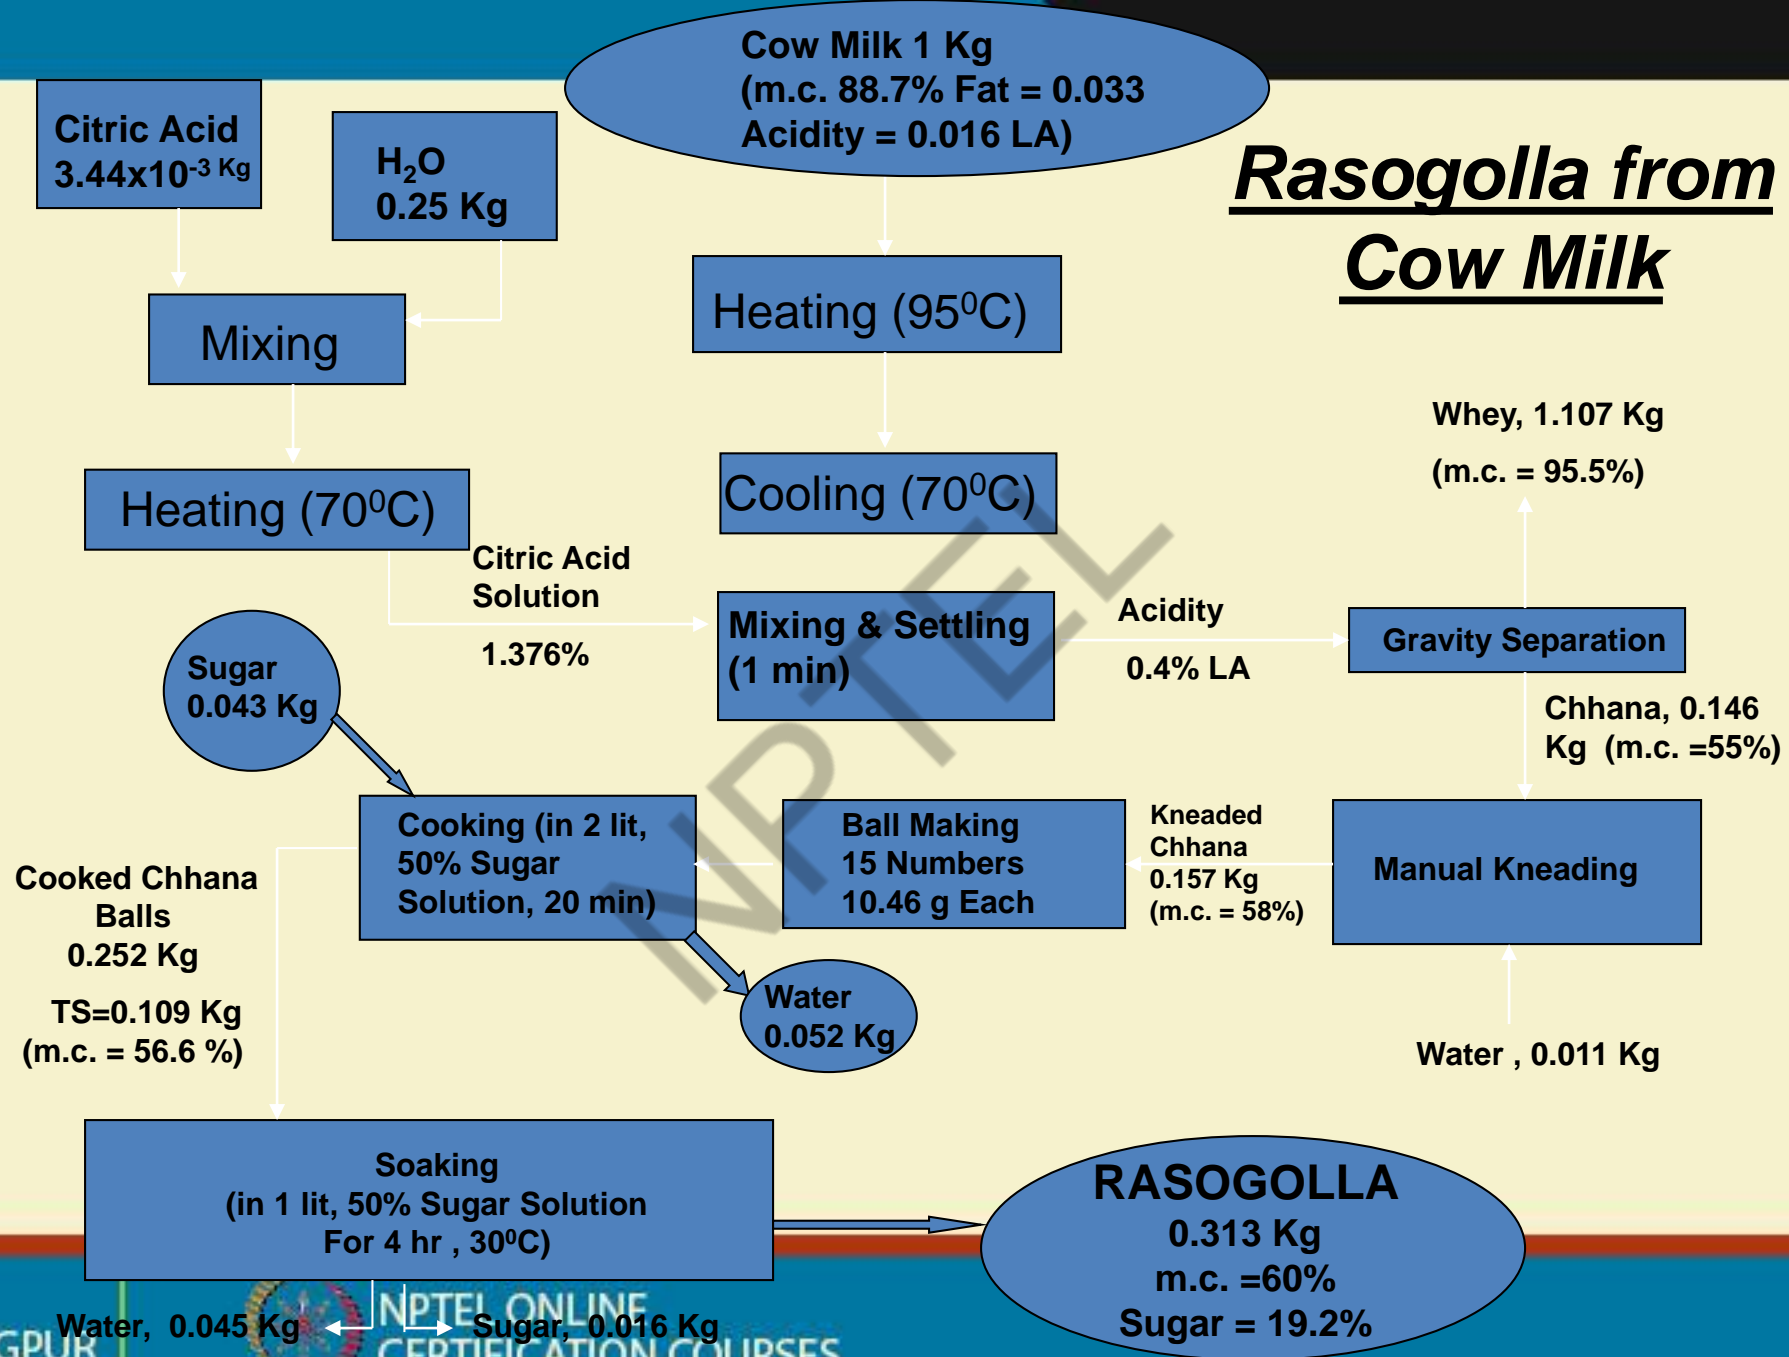 Cow Milk 1 Kg
(m.c. 88.7% Fat = 0.033
Acidity = 0.016 LA)
Rasogolla from
Cow Milk
Citric Acid
3.44x10⁻³ ᴷᵍ
H₂O
0.25 Kg
Mixing
Heating (70⁰C)
Heating (95⁰C)
Cooling (70⁰C)
Citric Acid
Solution
1.376%
Mixing & Settling
(1 min)
Acidity
0.4% LA
Gravity Separation
Whey, 1.107 Kg
(m.c. = 95.5%)
Chhana, 0.146
Kg (m.c. =55%)
Manual Kneading
Water , 0.011 Kg
Kneaded
Chhana
0.157 Kg
(m.c. = 58%)
Ball Making
15 Numbers
10.46 g Each
Sugar
0.043 Kg
Cooking (in 2 lit,
50% Sugar
Solution, 20 min)
Water
0.052 Kg
Cooked Chhana
Balls
0.252 Kg
TS=0.109 Kg
(m.c. = 56.6 %)
Soaking
(in 1 lit, 50% Sugar Solution
For 4 hr , 30⁰C)
Water, 0.045 Kg
Sugar, 0.016 Kg
RASOGOLLA
0.313 Kg
m.c. =60%
Sugar = 19.2%
NPTEL
GPUR
NPTEL ONLINE
CERTIFICATION COURSES